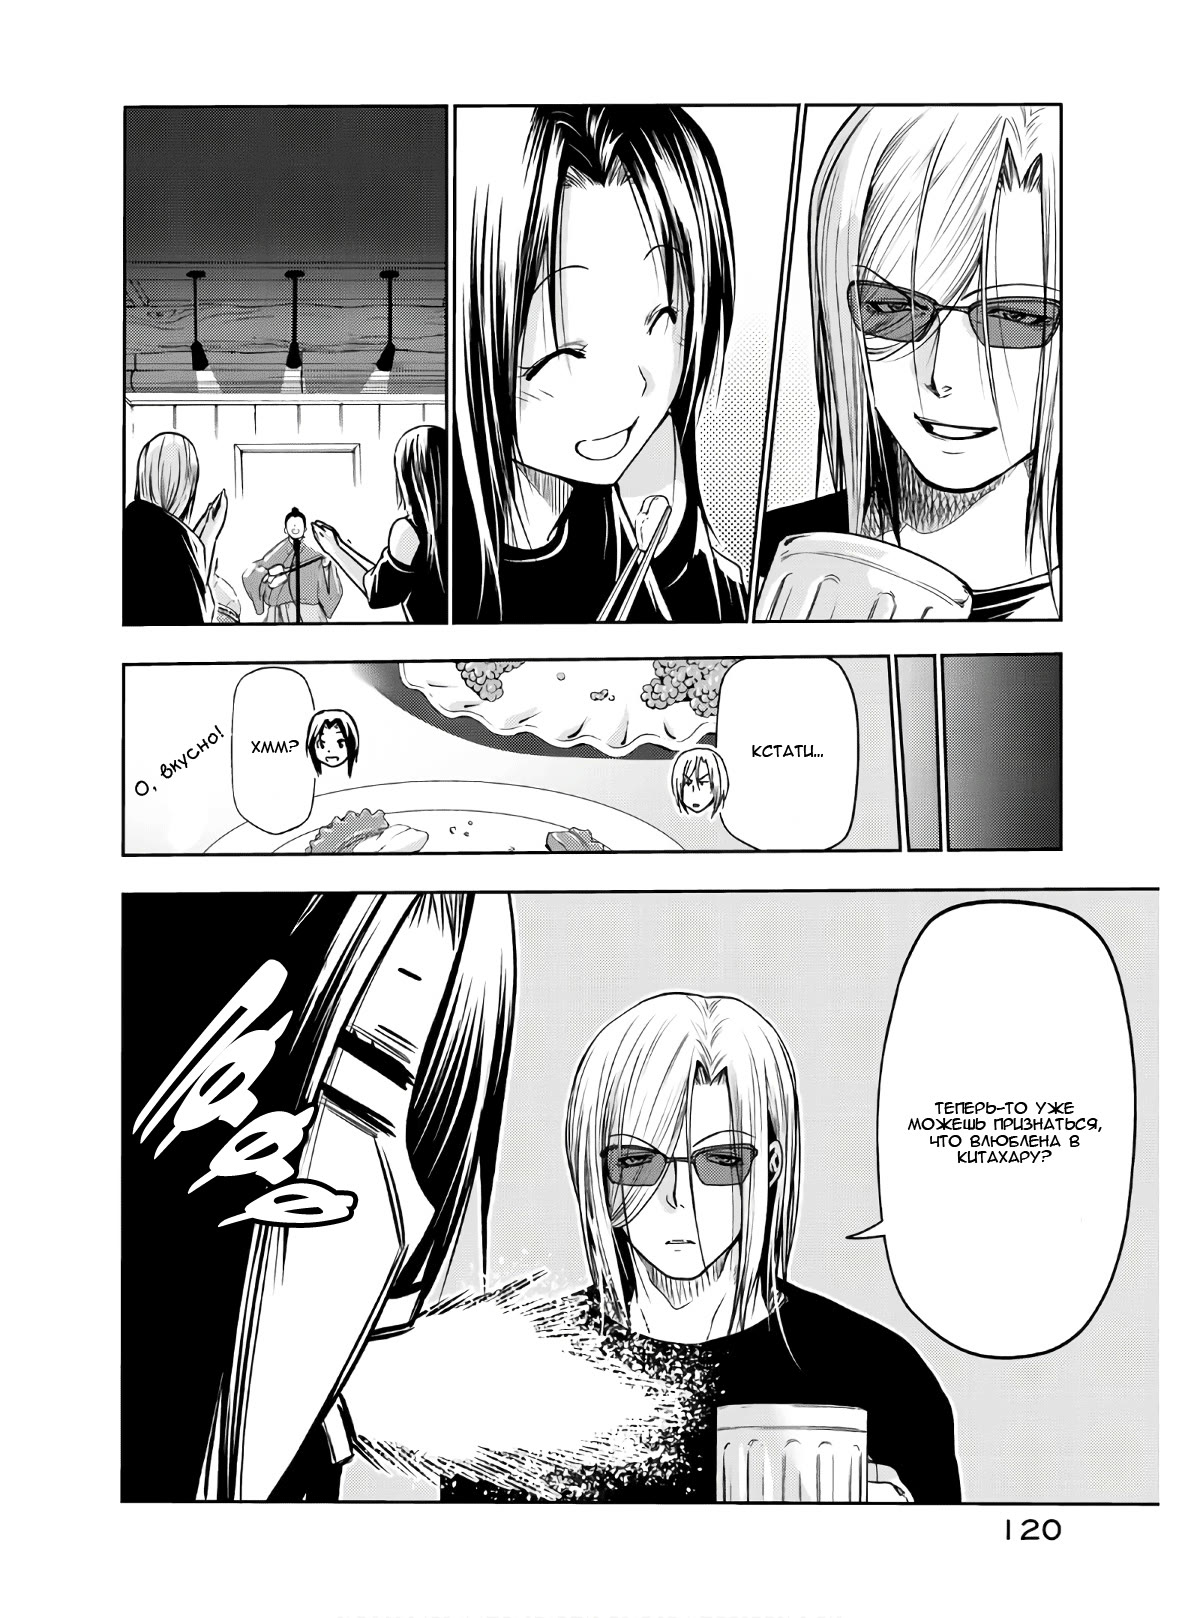 КСТАТИ...
ХММ?
О, ВКУСНО!
ТЕПЕРЬ-ТО УЖЕ
МОЖЕШЬ ПРИЗНАТЬСЯ,
ЧТО ВЛЮБЛЕНА В
КИТАХАРУ?
120